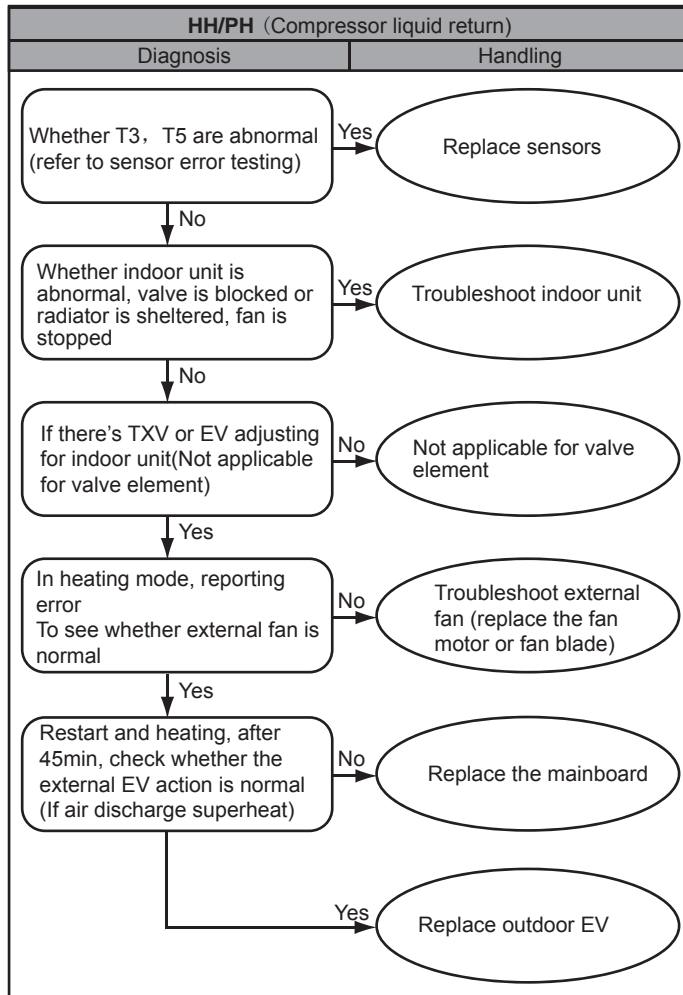 HH/PH（Compressor liquid return)
Diagnosis
Handling
Whether T3，T5 are abnormal
(refer to sensor error testing)
Yes
Replace sensors
No
Whether indoor unit is
abnormal, valve is blocked or
radiator is sheltered, fan is
stopped
Yes
Troubleshoot indoor unit
No
If there's TXV or EV adjusting
for indoor unit(Not applicable
for valve element)
No
Not applicable for valve
element
Yes
In heating mode, reporting
error
To see whether external fan is
normal
No
Troubleshoot external
fan (replace the fan
motor or fan blade)
Yes
Restart and heating, after
45min, check whether the
external EV action is normal
(If air discharge superheat)
No
Replace the mainboard
Yes
Replace outdoor EV